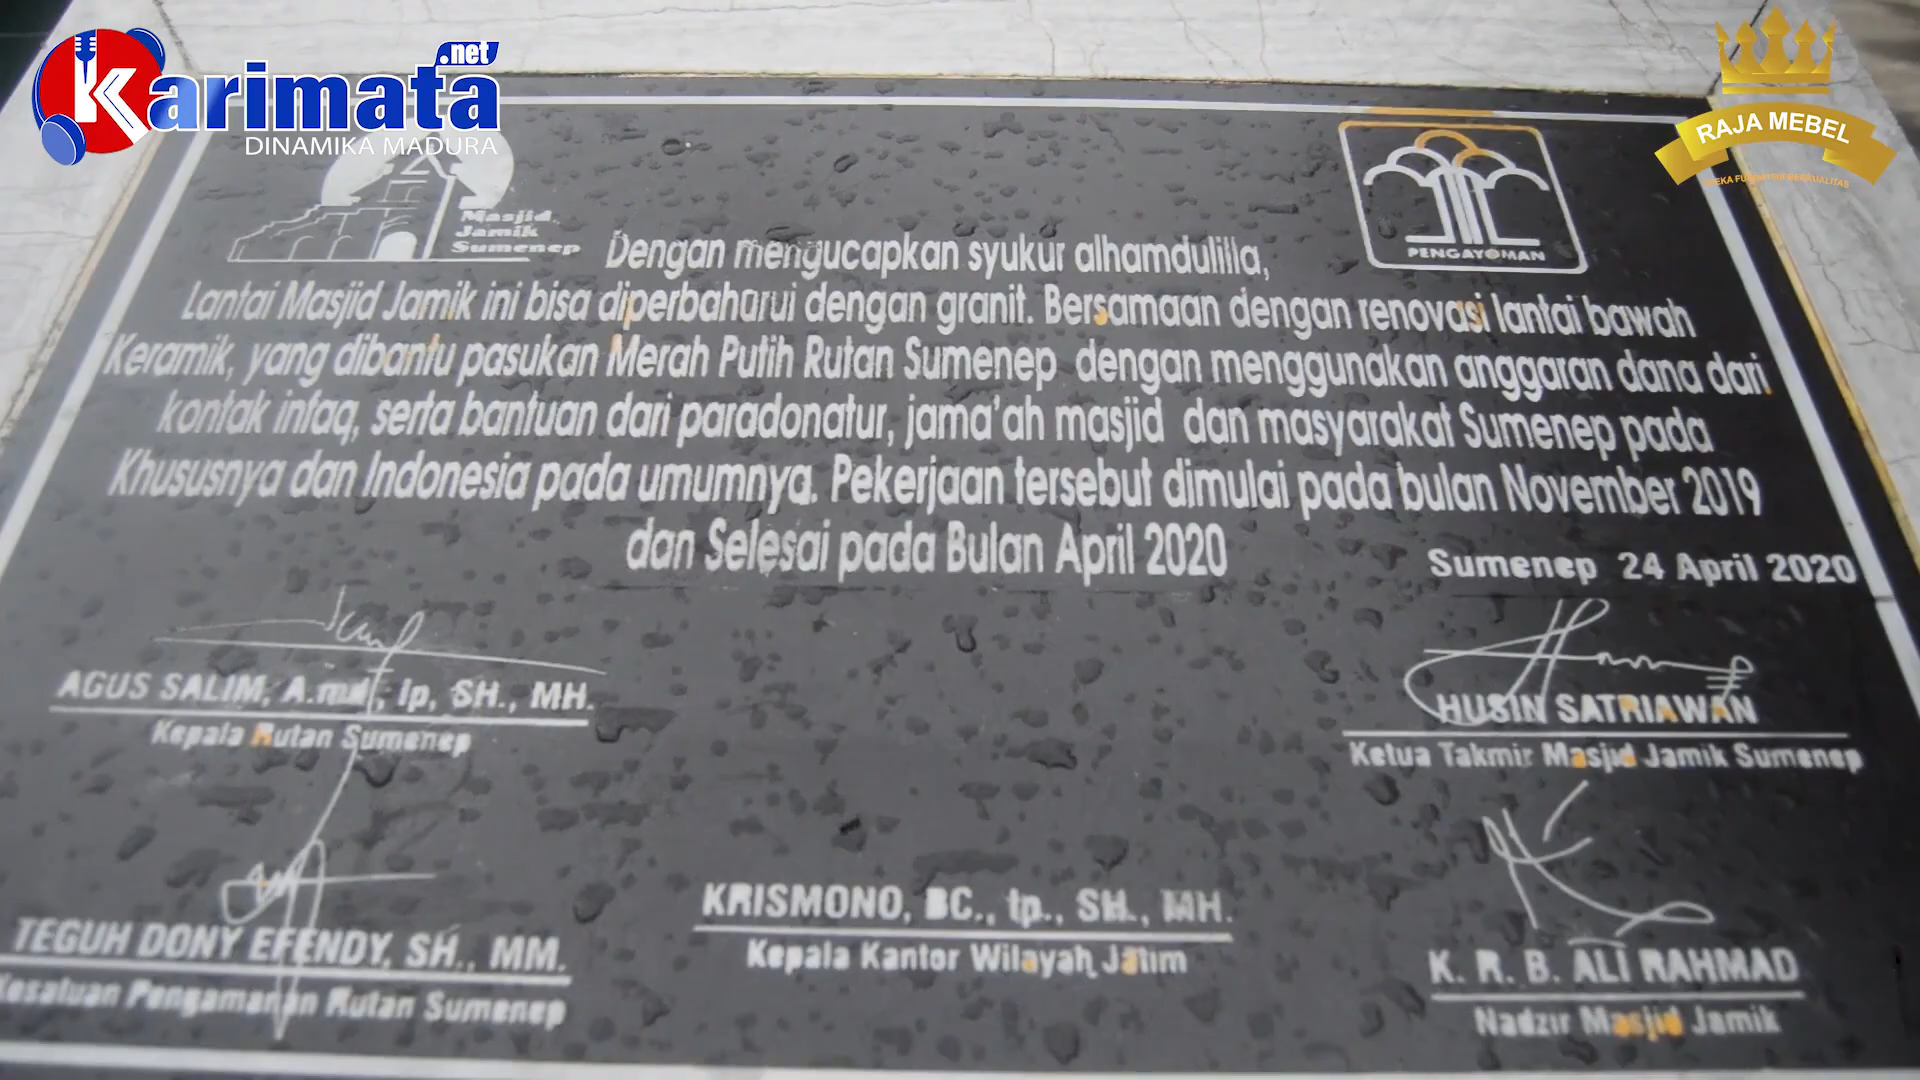 .net
Karimata
DINAMIKA MADURA
RAJA MEBEL
Masjid
Jamik
Sumenep
PENGAYOMAN
Dengan mengucapkan syukur alhamdulilla,
Lantai Masjid Jamik ini bisa diperbaharui dengan granit. Bersamaan dengan renovasi lantai bawah
Keramik, yang dibantu pasukan Merah Putih Rutan Sumenep dengan menggunakan anggaran dana dari
kontak infaq, serta bantuan dari paradonatur, jama'ah masjid dan masyarakat Sumenep pada
Khususnya dan Indonesia pada umumnya. Pekerjaan tersebut dimulai pada bulan November 2019
dan Selesai pada Bulan April 2020
Sumenep 24 April 2020
AGUS SALIM, A.md, Ip, SH., MH.
Kepala Rutan Sumenep
HUSIN SATRIAWAN
Ketua Takmir Masjid Jamik Sumenep
TEGUH DONY EFENDY, SH., MM.
Kesatuan Pengamanan Rutan Sumenep
KRISMONO, BC., tp., SH., MH.
Kepala Kantor Wilayah Jatim
K. R. B. ALI RAHMAD
Nadzir Masjid Jamik